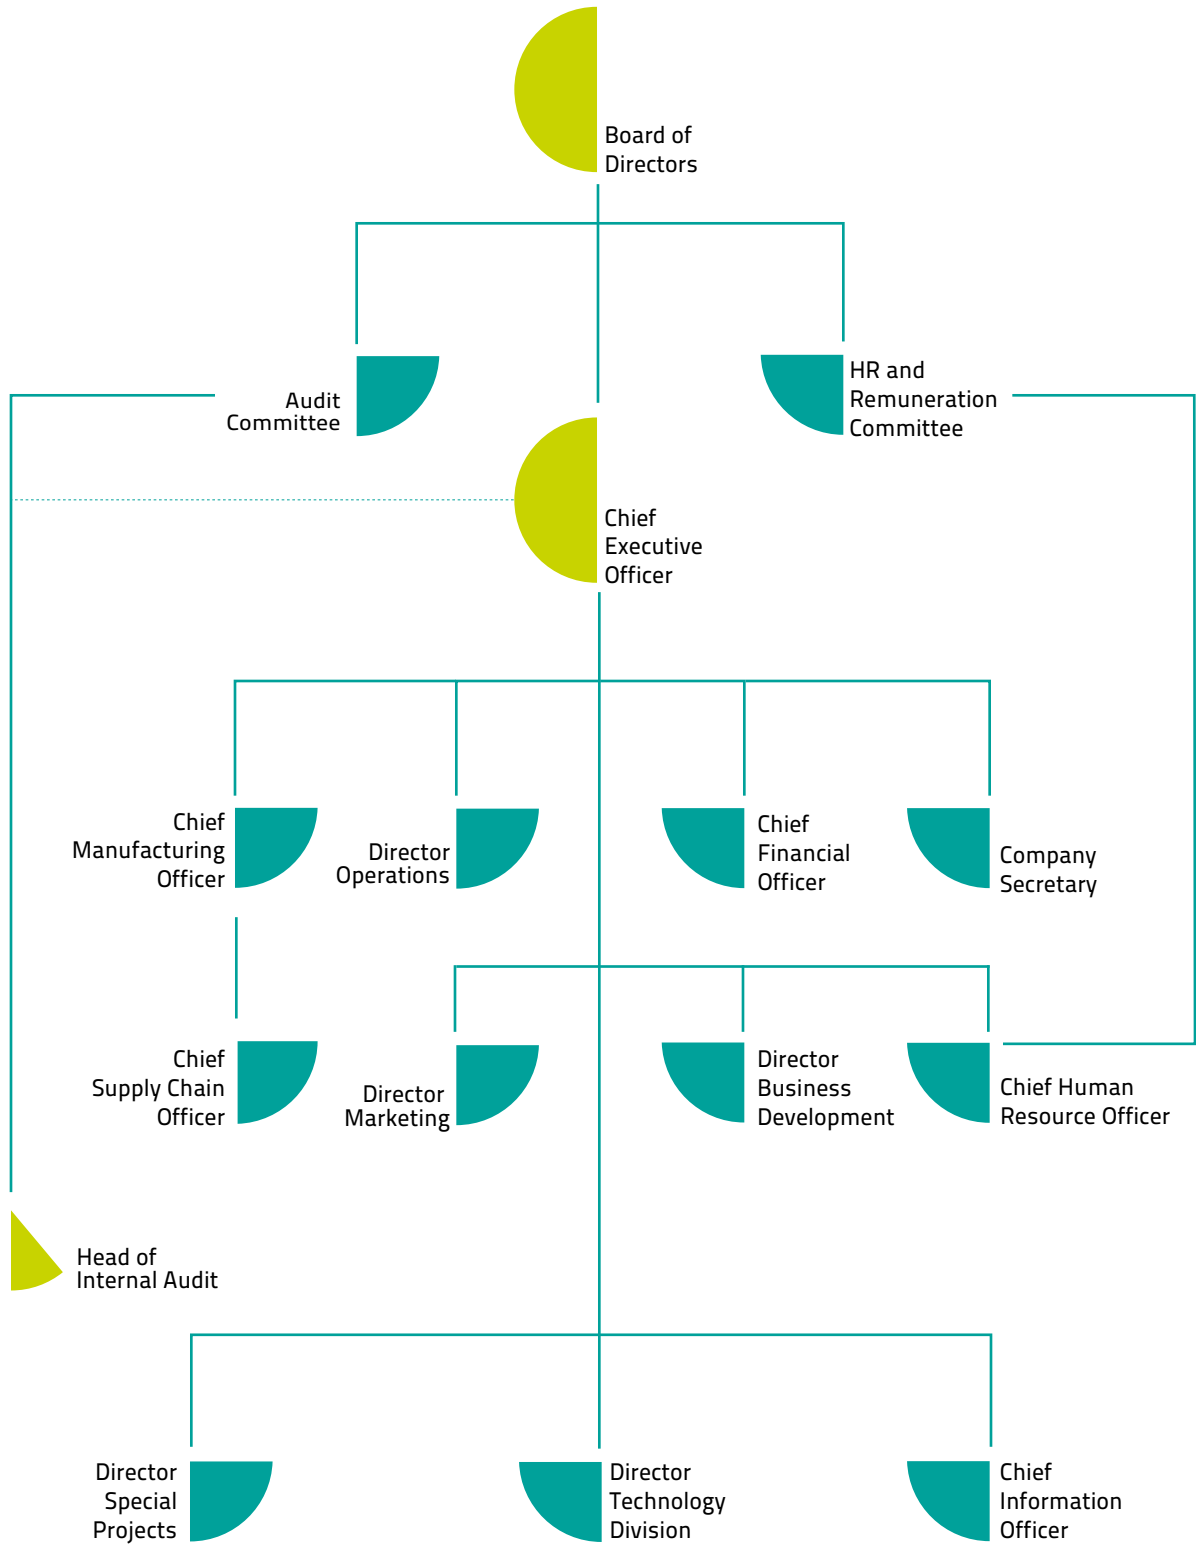 Board of
Directors
Audit
Committee
HR and
Remuneration
Committee
Chief
Executive
Officer
Chief
Manufacturing
Officer
Director
Operations
Chief
Financial
Officer
Company
Secretary
Chief
Supply Chain
Officer
Director
Marketing
Director
Business
Development
Chief Human
Resource Officer
Head of
Internal Audit
Director
Special
Projects
Director
Technology
Division
Chief
Information
Officer